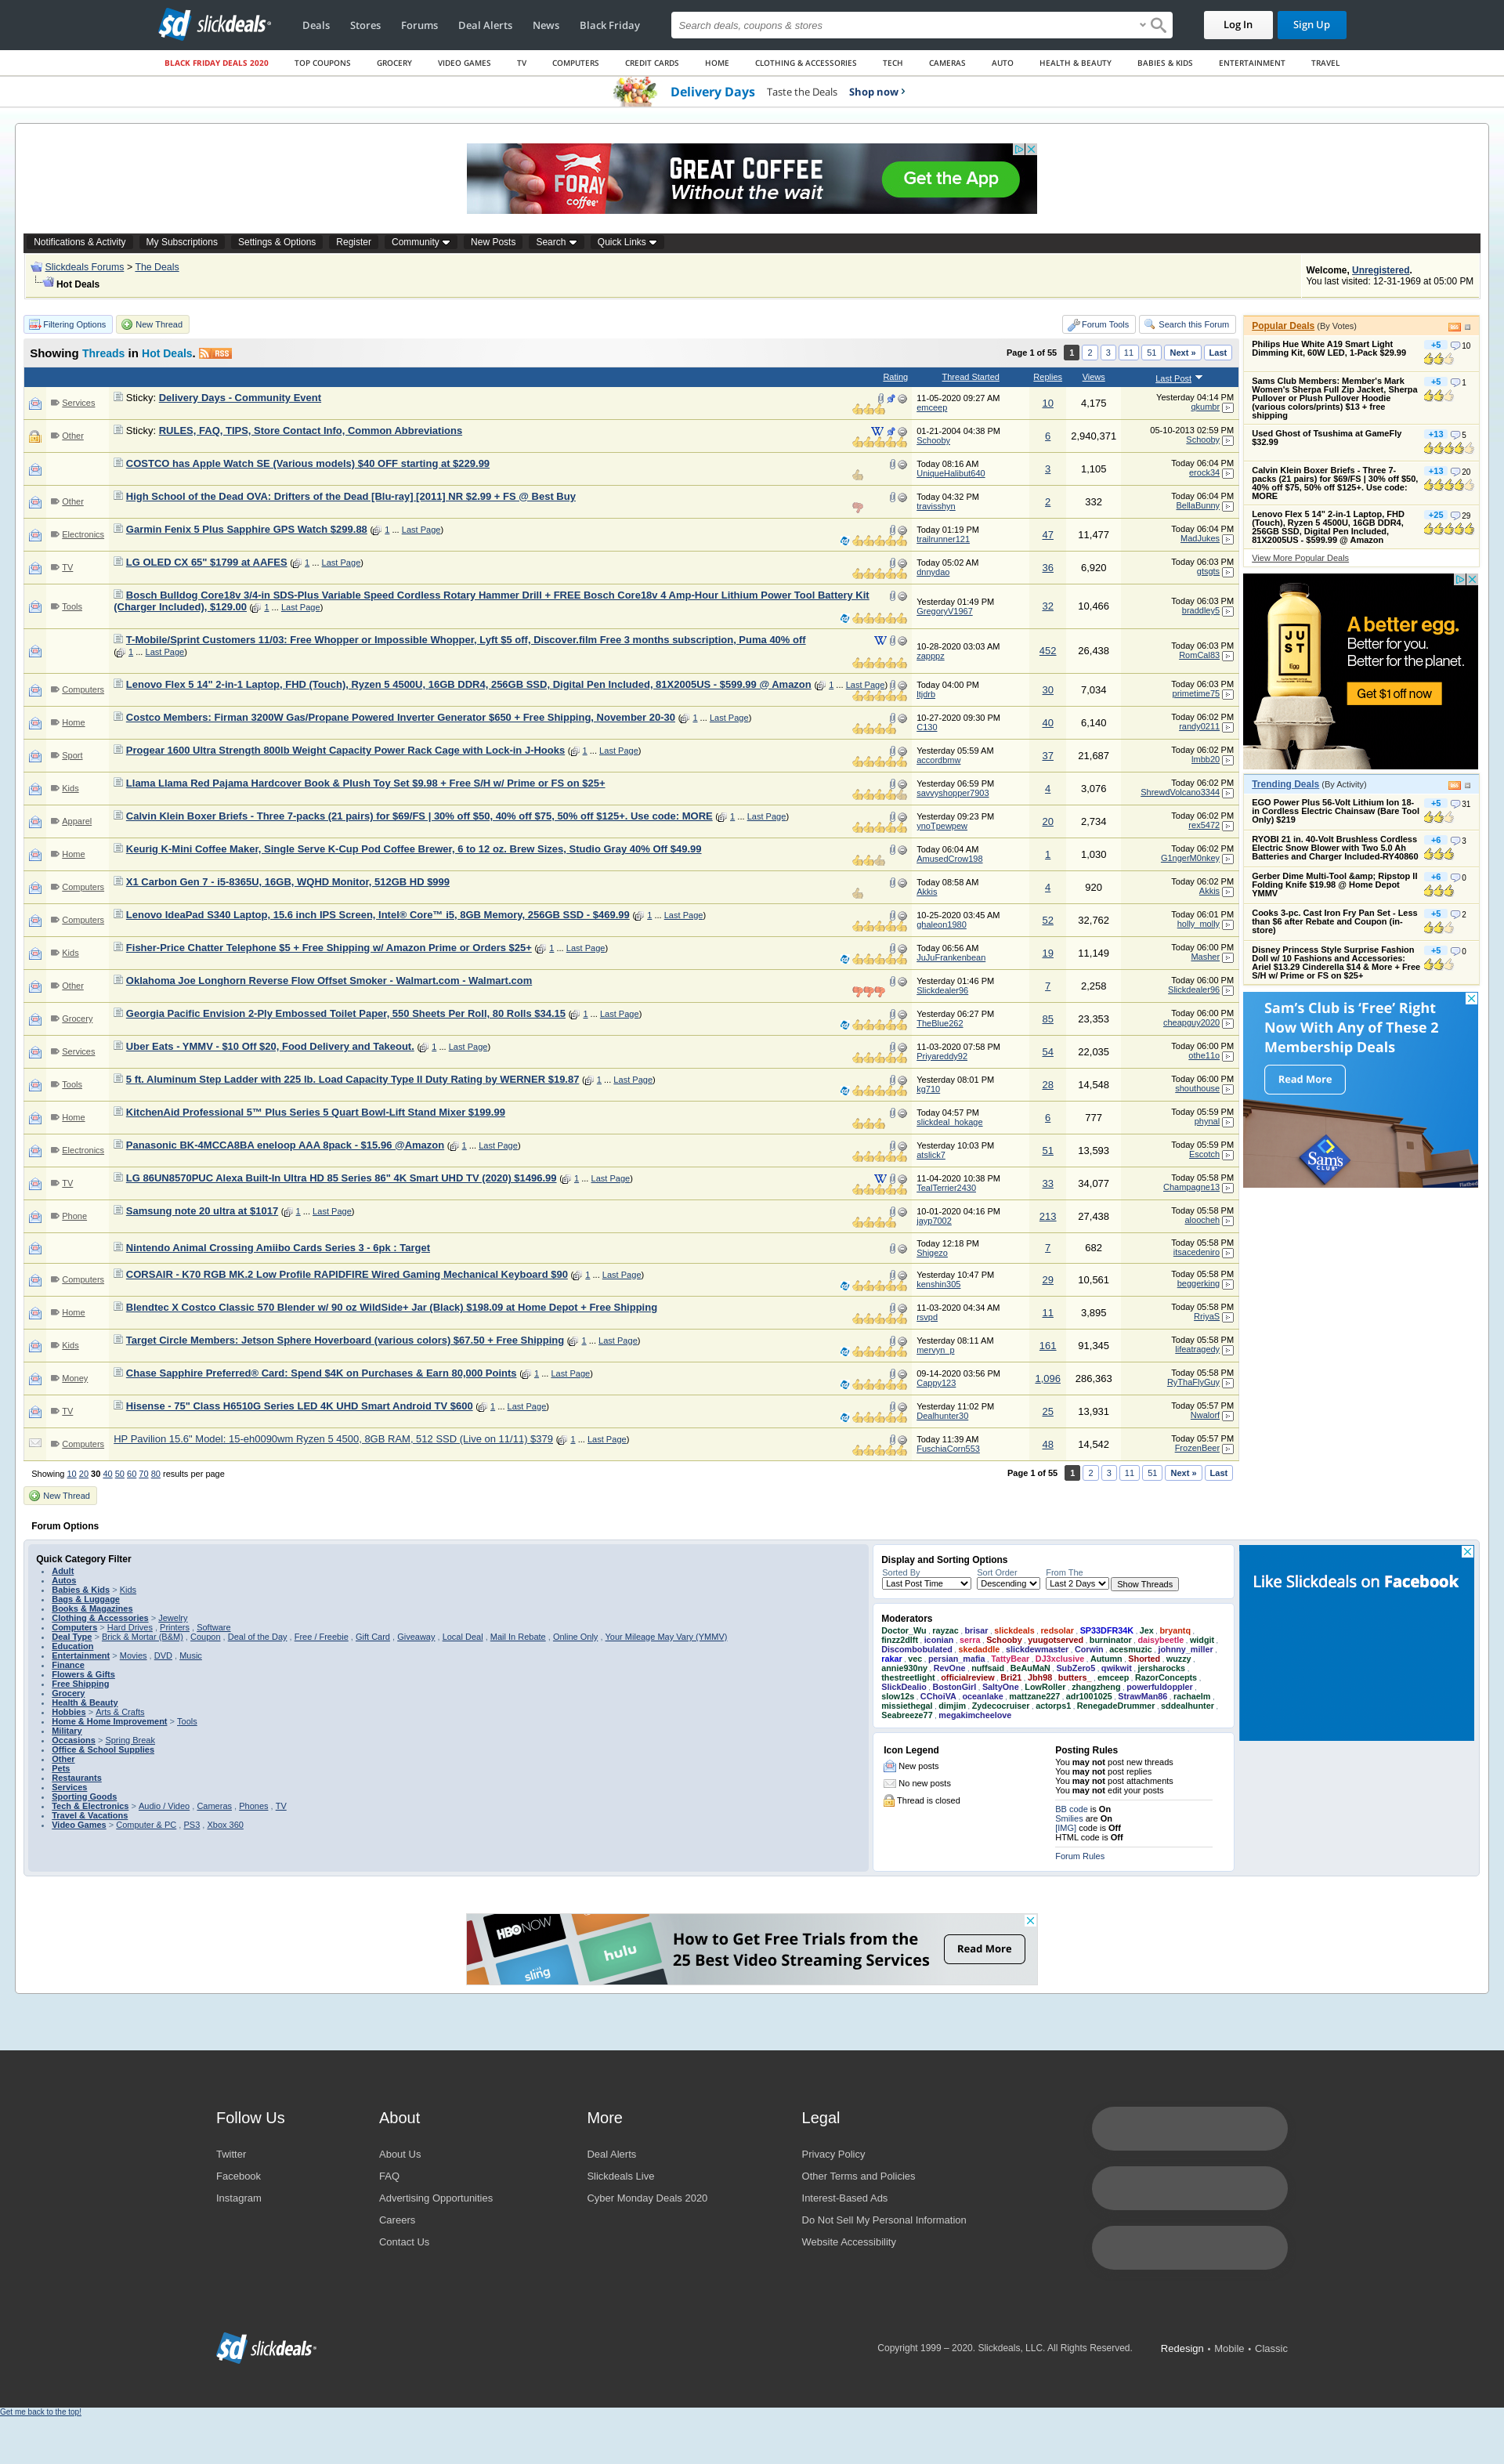 sd slickdeals
Deals Stores Forums Deal Alerts News Black Friday
Search deals, coupons & stores
Log In Sign Up
BLACK FRIDAY DEALS 2020 TOP COUPONS GROCERY VIDEO GAMES TV COMPUTERS CREDIT CARDS HOME CLOTHING & ACCESSORIES TECH CAMERAS AUTO HEALTH & BEAUTY BABIES & KIDS ENTERTAINMENT TRAVEL
Delivery Days Taste the Deals Shop now ›
FORAY coffee
GREAT COFFEE
Without the wait
Get the App
Notifications & Activity My Subscriptions Settings & Options Register Community New Posts Search Quick Links
Slickdeals Forums > The Deals
Hot Deals
Welcome, Unregistered.
You last visited: 12-31-1969 at 05:00 PM
Filtering Options New Thread Forum Tools Search this Forum
Showing Threads in Hot Deals. RSS
Page 1 of 55 1 2 3 11 51 Next » Last
Rating Thread Started Replies Views Last Post
Services Sticky: Delivery Days - Community Event 11-05-2020 09:27 AM emceep 10 4,175 Yesterday 04:14 PM qkumbr
Other Sticky: RULES, FAQ, TIPS, Store Contact Info, Common Abbreviations 01-21-2004 04:38 PM Schooby 6 2,940,371 05-10-2013 02:59 PM Schooby
COSTCO has Apple Watch SE (Various models) $40 OFF starting at $229.99 Today 08:16 AM UniqueHalibut640 3 1,105 Today 06:04 PM erock34
Other High School of the Dead OVA: Drifters of the Dead [Blu-ray] [2011] NR $2.99 + FS @ Best Buy Today 04:32 PM travisshyn 2 332 Today 06:04 PM BellaBunny
Electronics Garmin Fenix 5 Plus Sapphire GPS Watch $299.88 ( 1 ... Last Page) Today 01:19 PM trailrunner121 47 11,477 Today 06:04 PM MadJukes
TV LG OLED CX 65" $1799 at AAFES ( 1 ... Last Page) Today 05:02 AM dnnydao 36 6,920 Today 06:03 PM gtsgts
Tools Bosch Bulldog Core18v 3/4-in SDS-Plus Variable Speed Cordless Rotary Hammer Drill + FREE Bosch Core18v 4 Amp-Hour Lithium Power Tool Battery Kit (Charger Included), $129.00 ( 1 ... Last Page) Yesterday 01:49 PM GregoryV1967 32 10,466 Today 06:03 PM braddley5
T-Mobile/Sprint Customers 11/03: Free Whopper or Impossible Whopper, Lyft $5 off, Discover.film Free 3 months subscription, Puma 40% off ( 1 ... Last Page) 10-28-2020 03:03 AM zapppz 452 26,438 Today 06:03 PM RomCal83
Computers Lenovo Flex 5 14" 2-in-1 Laptop, FHD (Touch), Ryzen 5 4500U, 16GB DDR4, 256GB SSD, Digital Pen Included, 81X2005US - $599.99 @ Amazon ( 1 ... Last Page) Today 04:00 PM ltjdrb 30 7,034 Today 06:03 PM primetime75
Home Costco Members: Firman 3200W Gas/Propane Powered Inverter Generator $650 + Free Shipping, November 20-30 ( 1 ... Last Page) 10-27-2020 09:30 PM C130 40 6,140 Today 06:02 PM randy0211
Sport Progear 1600 Ultra Strength 800lb Weight Capacity Power Rack Cage with Lock-in J-Hooks ( 1 ... Last Page) Yesterday 05:59 AM accordbmw 37 21,687 Today 06:02 PM lmbb20
Kids Llama Llama Red Pajama Hardcover Book & Plush Toy Set $9.98 + Free S/H w/ Prime or FS on $25+ Yesterday 06:59 PM savvyshopper7903 4 3,076 Today 06:02 PM ShrewdVolcano3344
Apparel Calvin Klein Boxer Briefs - Three 7-packs (21 pairs) for $69/FS | 30% off $50, 40% off $75, 50% off $125+. Use code: MORE ( 1 ... Last Page) Yesterday 09:23 PM ynoTpewpew 20 2,734 Today 06:02 PM rex5472
Home Keurig K-Mini Coffee Maker, Single Serve K-Cup Pod Coffee Brewer, 6 to 12 oz. Brew Sizes, Studio Gray 40% Off $49.99 Today 06:04 AM AmusedCrow198 1 1,030 Today 06:02 PM G1ngerM0nkey
Computers X1 Carbon Gen 7 - i5-8365U, 16GB, WQHD Monitor, 512GB HD $999 Today 08:58 AM Akkis 4 920 Today 06:02 PM Akkis
Computers Lenovo IdeaPad S340 Laptop, 15.6 inch IPS Screen, Intel® Core™ i5, 8GB Memory, 256GB SSD - $469.99 ( 1 ... Last Page) 10-25-2020 03:45 AM ghaleon1980 52 32,762 Today 06:01 PM holly_molly
Kids Fisher-Price Chatter Telephone $5 + Free Shipping w/ Amazon Prime or Orders $25+ ( 1 ... Last Page) Today 06:56 AM JuJuFrankenbean 19 11,149 Today 06:00 PM Masher
Other Oklahoma Joe Longhorn Reverse Flow Offset Smoker - Walmart.com - Walmart.com Yesterday 01:46 PM Slickdealer96 7 2,258 Today 06:00 PM Slickdealer96
Grocery Georgia Pacific Envision 2-Ply Embossed Toilet Paper, 550 Sheets Per Roll, 80 Rolls $34.15 ( 1 ... Last Page) Yesterday 06:27 PM TheBlue262 85 23,353 Today 06:00 PM cheapguy2020
Services Uber Eats - YMMV - $10 Off $20, Food Delivery and Takeout. ( 1 ... Last Page) 11-03-2020 07:58 PM Priyareddy92 54 22,035 Today 06:00 PM othe11o
Tools 5 ft. Aluminum Step Ladder with 225 lb. Load Capacity Type II Duty Rating by WERNER $19.87 ( 1 ... Last Page) Yesterday 08:01 PM kg710 28 14,548 Today 06:00 PM shouthouse
Home KitchenAid Professional 5™ Plus Series 5 Quart Bowl-Lift Stand Mixer $199.99 Today 04:57 PM slickdeal_hokage 6 777 Today 05:59 PM phynal
Electronics Panasonic BK-4MCCA8BA eneloop AAA 8pack - $15.96 @Amazon ( 1 ... Last Page) Yesterday 10:03 PM atslick7 51 13,593 Today 05:59 PM Escotch
TV LG 86UN8570PUC Alexa Built-In Ultra HD 85 Series 86" 4K Smart UHD TV (2020) $1496.99 ( 1 ... Last Page) 11-04-2020 10:38 PM TealTerrier2430 33 34,077 Today 05:58 PM Champagne13
Phone Samsung note 20 ultra at $1017 ( 1 ... Last Page) 10-01-2020 04:16 PM jayp7002 213 27,438 Today 05:58 PM aloocheh
Nintendo Animal Crossing Amiibo Cards Series 3 - 6pk : Target Today 12:18 PM Shigezo 7 682 Today 05:58 PM itsacedeniro
Computers CORSAIR - K70 RGB MK.2 Low Profile RAPIDFIRE Wired Gaming Mechanical Keyboard $90 ( 1 ... Last Page) Yesterday 10:47 PM kenshin305 29 10,561 Today 05:58 PM beggerking
Home Blendtec X Costco Classic 570 Blender w/ 90 oz WildSide+ Jar (Black) $198.09 at Home Depot + Free Shipping 11-03-2020 04:34 AM rsvpd 11 3,895 Today 05:58 PM RriyaS
Kids Target Circle Members: Jetson Sphere Hoverboard (various colors) $67.50 + Free Shipping ( 1 ... Last Page) Yesterday 08:11 AM mervyn_p 161 91,345 Today 05:58 PM lifeatragedy
Money Chase Sapphire Preferred® Card: Spend $4K on Purchases & Earn 80,000 Points ( 1 ... Last Page) 09-14-2020 03:56 PM Cappy123 1,096 286,363 Today 05:58 PM RyThaFlyGuy
TV Hisense - 75" Class H6510G Series LED 4K UHD Smart Android TV $600 ( 1 ... Last Page) Yesterday 11:02 PM Dealhunter30 25 13,931 Today 05:57 PM Nwalorf
Computers HP Pavilion 15.6" Model: 15-eh0090wm Ryzen 5 4500, 8GB RAM, 512 SSD (Live on 11/11) $379 ( 1 ... Last Page) Today 11:39 AM FuschiaCorn553 48 14,542 Today 05:57 PM FrozenBeer
Showing 10 20 30 40 50 60 70 80 results per page
Page 1 of 55 1 2 3 11 51 Next » Last
New Thread
Popular Deals (By Votes)
Philips Hue White A19 Smart Light Dimming Kit, 60W LED, 1-Pack $29.99 +5 10
Sams Club Members: Member's Mark Women's Sherpa Full Zip Jacket, Sherpa Pullover or Plush Pullover Hoodie (various colors/prints) $13 + free shipping +5 1
Used Ghost of Tsushima at GameFly $32.99 +13 5
Calvin Klein Boxer Briefs - Three 7-packs (21 pairs) for $69/FS | 30% off $50, 40% off $75, 50% off $125+. Use code: MORE +13 20
Lenovo Flex 5 14" 2-in-1 Laptop, FHD (Touch), Ryzen 5 4500U, 16GB DDR4, 256GB SSD, Digital Pen Included, 81X2005US - $599.99 @ Amazon +25 29
View More Popular Deals
JUST Egg
A better egg.
For a better planet.
Get $1 off now
Trending Deals (By Activity)
EGO Power Plus 56-Volt Lithium Ion 18-in Cordless Electric Chainsaw (Bare Tool Only) $219 +5 31
RYOBI 21 in. 40-Volt Brushless Cordless Electric Snow Blower with Two 5.0 Ah Batteries and Charger Included-RY40860 +6 3
Gerber Dime Multi-Tool &amp; Ripstop II Folding Knife $19.98 @ Home Depot YMMV +6 0
Cooks 3-pc. Cast Iron Fry Pan Set - Less than $6 after Rebate and Coupon (in-store) +5 2
Disney Princess Style Surprise Fashion Doll w/ 10 Fashions and Accessories: Ariel $13.29 Cinderella $14 & More + Free S/H w/ Prime or FS on $25+ +5 0
Sam's Club is 'Free' Right
Now With Any of These 2
Membership Deals
Read More
Sam's CLUB
Forum Options
Quick Category Filter
Adult
Autos
Babies & Kids > Kids
Bags & Luggage
Books & Magazines
Clothing & Accessories > Jewelry
Computers > Hard Drives , Printers , Software
Deal Type > Brick & Mortar (B&M) , Coupon , Deal of the Day , Free / Freebie , Gift Card , Giveaway , Local Deal , Mail In Rebate , Online Only , Your Mileage May Vary (YMMV)
Education
Entertainment > Movies , DVD , Music
Finance
Flowers & Gifts
Free Shipping
Grocery
Health & Beauty
Hobbies > Arts & Crafts
Home & Home Improvement > Tools
Military
Occasions > Spring Break
Office & School Supplies
Other
Pets
Restaurants
Services
Sporting Goods
Tech & Electronics > Audio / Video , Cameras , Phones , TV
Travel & Vacations
Video Games > Computer & PC , PS3 , Xbox 360
Display and Sorting Options
Sorted By Sort Order From The
Last Post Time Descending Last 2 Days Show Threads
Moderators
Doctor_Wu , rayzac , brisar , slickdeals , redsolar , SP33DFR34K , Jex , bryantq ,
finzz2dlft , iconian , serra , Schooby , yuugotserved , burninator , daisybeetle , widgit ,
Discombobulated , skedaddle , slickdewmaster , Corwin , acesmuzic , johnny_miller ,
rakar , vec , persian_mafia , TattyBear , DJ3xclusive , Autumn , Shorted , wuzzy ,
annie930ny , RevOne , nuffsaid , BeAuMaN , SubZero5 , qwikwit , jersharocks ,
thestreetlight , officialreview , Bri21 , Jbh98 , butters_ , emceep , RazorConcepts ,
SlickDealio , BostonGirl , SaltyOne , LowRoller , zhangzheng , powerfuldoppler ,
slow12s , CChoiVA , oceanlake , mattzane227 , adr1001025 , StrawMan86 , rachaelm ,
missiethegal , dimjim , Zydecocruiser , actorps1 , RenegadeDrummer , sddealhunter ,
Seabreeze77 , megakimcheelove
Icon Legend
New posts
No new posts
Thread is closed
Posting Rules
You may not post new threads
You may not post replies
You may not post attachments
You may not edit your posts
BB code is On
Smilies are On
[IMG] code is Off
HTML code is Off
Forum Rules
Like Slickdeals on Facebook
HBO NOW
sling
hulu
How to Get Free Trials from the
25 Best Video Streaming Services
Read More
Follow Us
Twitter
Facebook
Instagram
About
About Us
FAQ
Advertising Opportunities
Careers
Contact Us
More
Deal Alerts
Slickdeals Live
Cyber Monday Deals 2020
Legal
Privacy Policy
Other Terms and Policies
Interest-Based Ads
Do Not Sell My Personal Information
Website Accessibility
sd slickdeals
Copyright 1999 – 2020. Slickdeals, LLC. All Rights Reserved.
Redesign • Mobile • Classic
Get me back to the top!